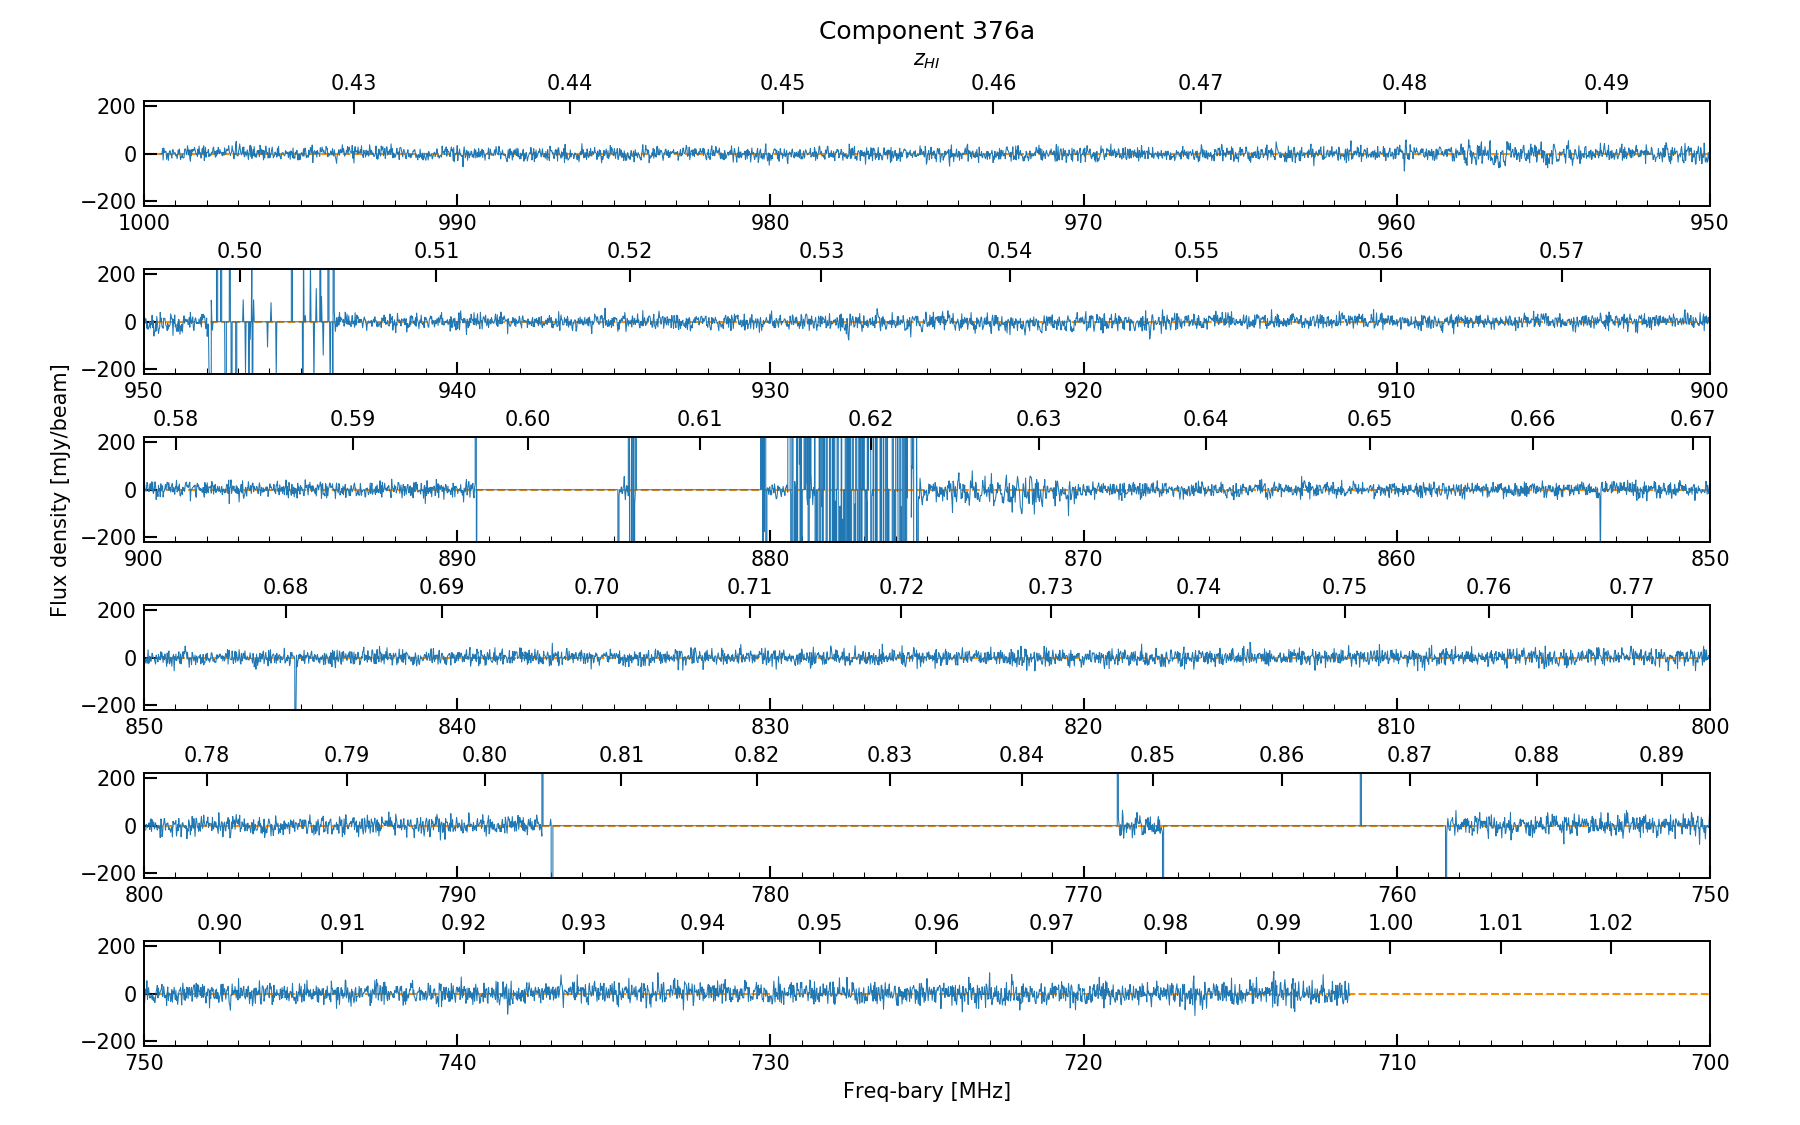 Component 376a
z_HI
0.43 0.44 0.45 0.46 0.47 0.48 0.49
200
0
−200
1000 990 980 970 960 950
0.50 0.51 0.52 0.53 0.54 0.55 0.56 0.57
200
0
−200
950 940 930 920 910 900
0.58 0.59 0.60 0.61 0.62 0.63 0.64 0.65 0.66 0.67
200
0
−200
900 890 880 870 860 850
Flux density [mJy/beam]
0.68 0.69 0.70 0.71 0.72 0.73 0.74 0.75 0.76 0.77
200
0
−200
850 840 830 820 810 800
0.78 0.79 0.80 0.81 0.82 0.83 0.84 0.85 0.86 0.87 0.88 0.89
200
0
−200
800 790 780 770 760 750
0.90 0.91 0.92 0.93 0.94 0.95 0.96 0.97 0.98 0.99 1.00 1.01 1.02
200
0
−200
750 740 730 720 710 700
Freq-bary [MHz]